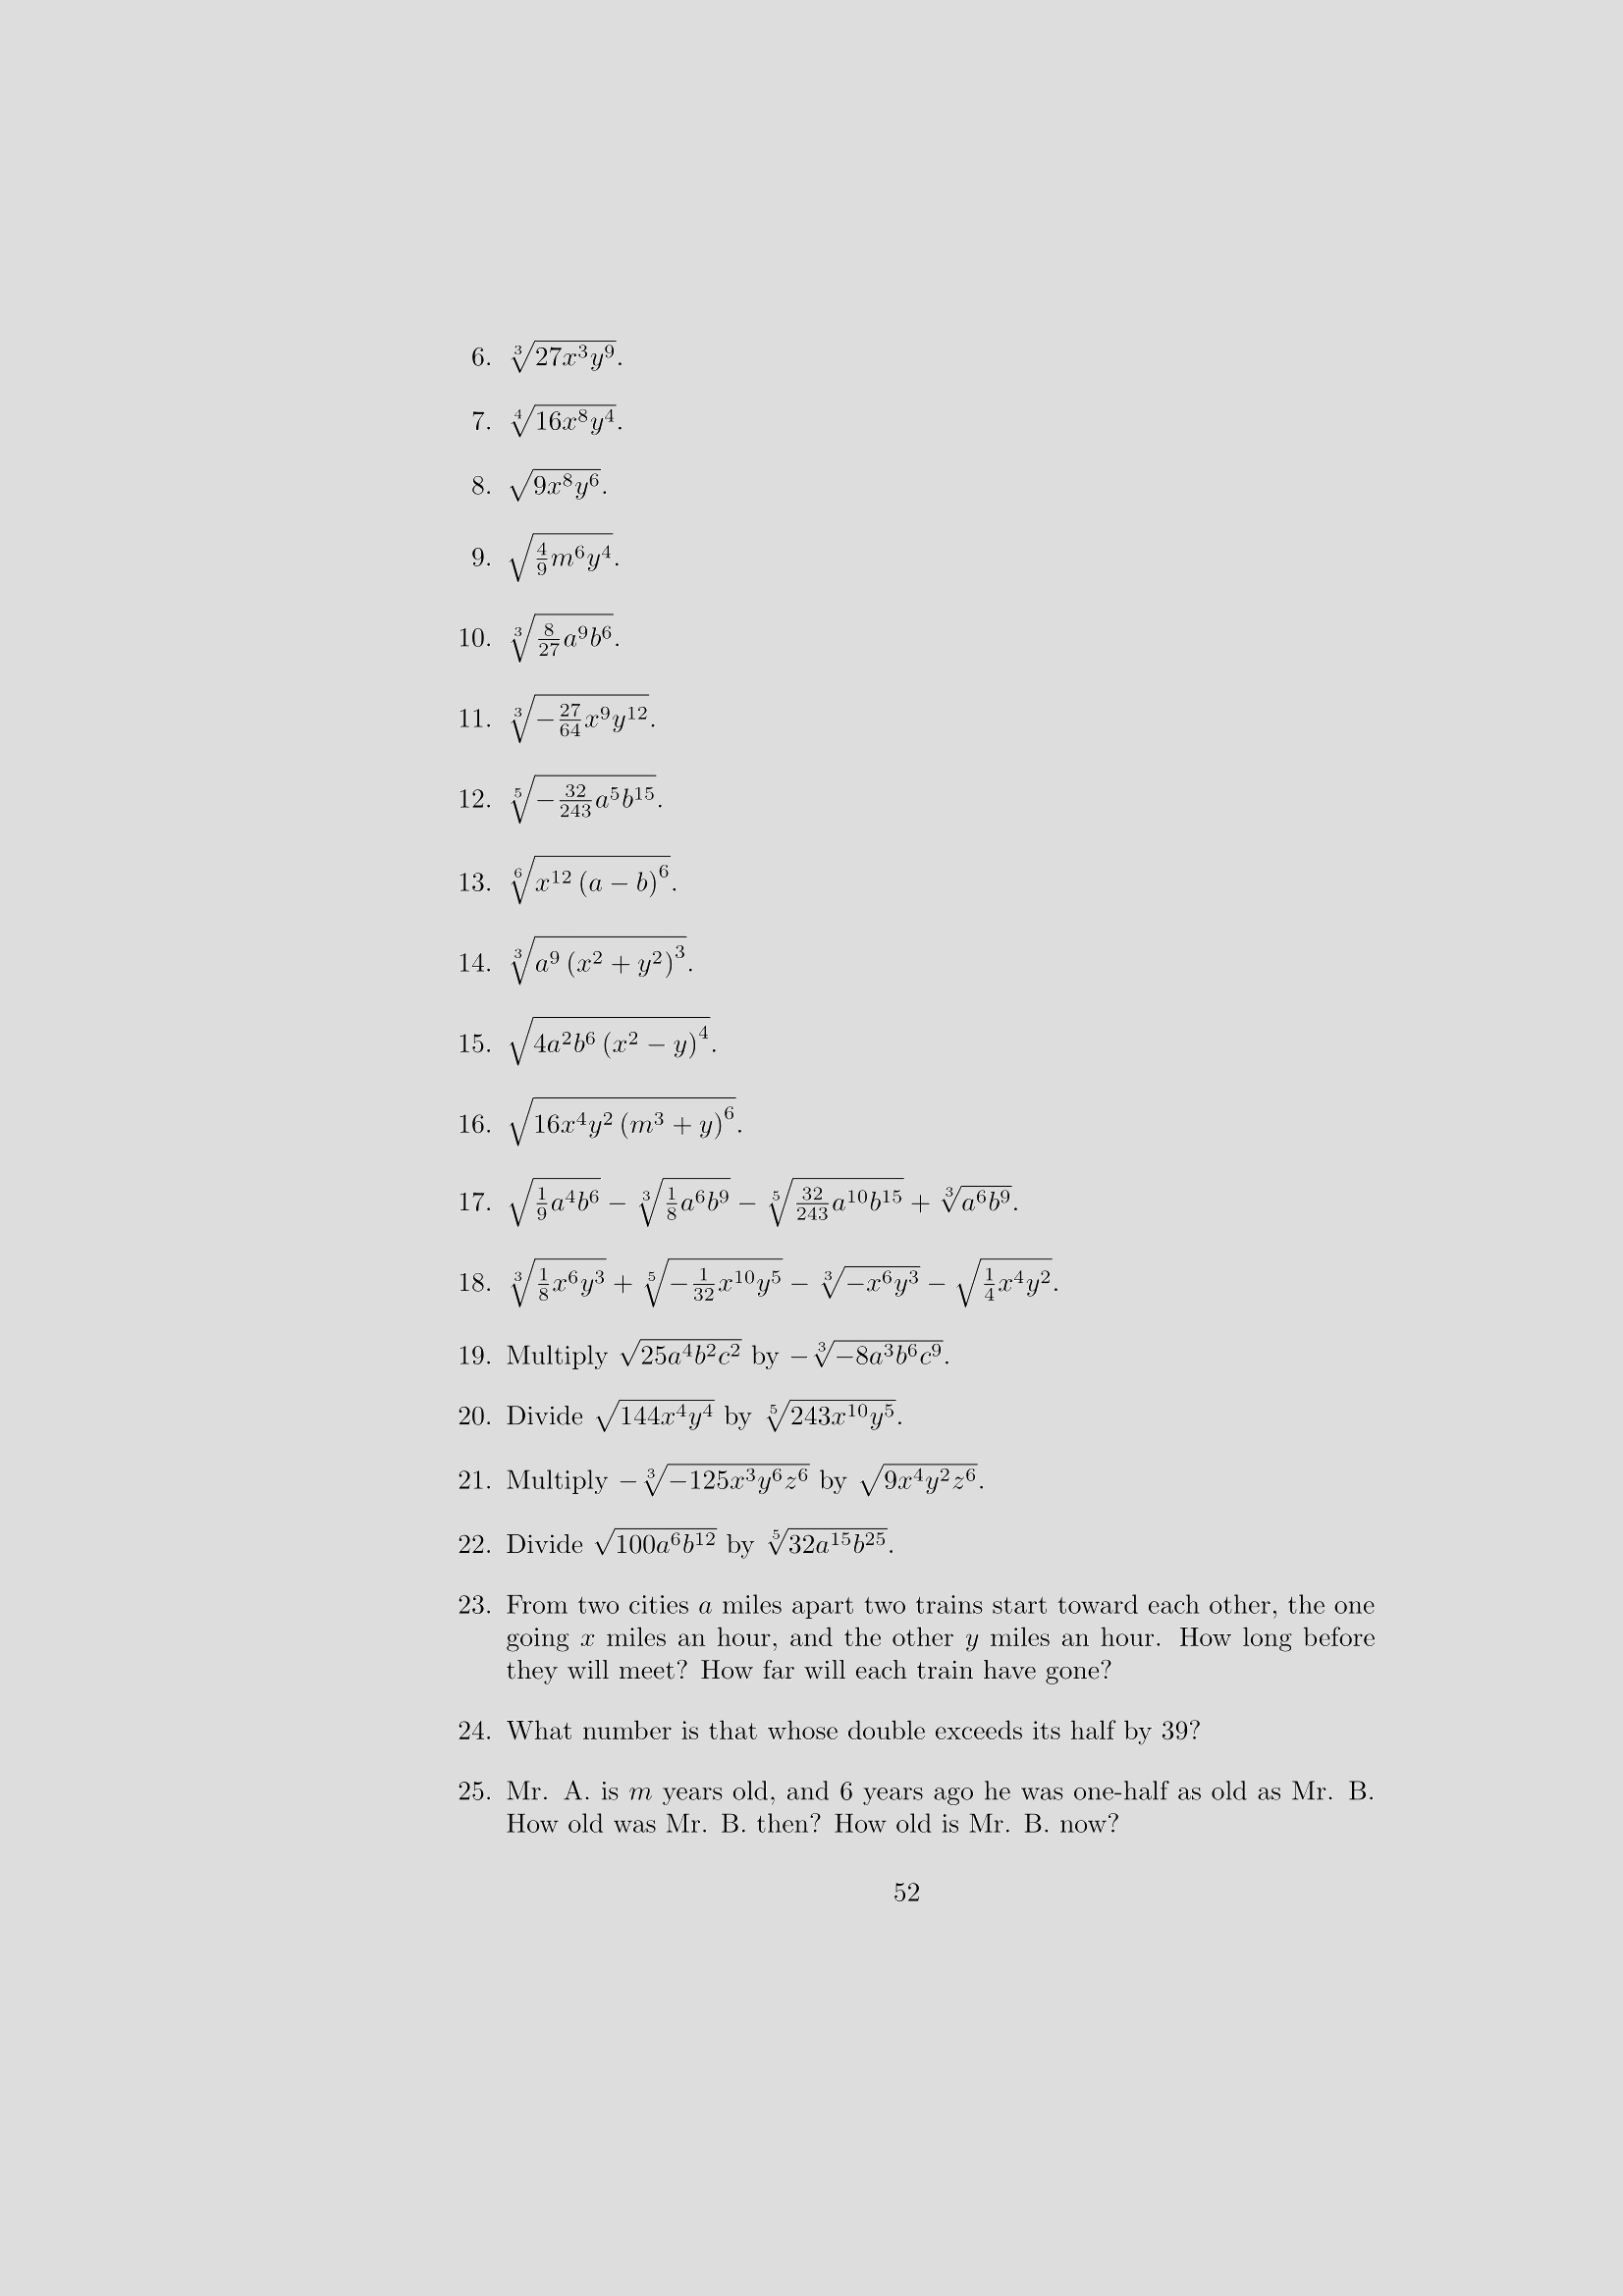 6. $\sqrt[3]{27x^3y^9}$.
7. $\sqrt[4]{16x^8y^4}$.
8. $\sqrt{9x^8y^6}$.
9. $\sqrt{\frac{4}{9}m^6y^4}$.
10. $\sqrt[3]{\frac{8}{27}a^9b^6}$.
11. $\sqrt[3]{-\frac{27}{64}x^9y^{12}}$.
12. $\sqrt[5]{-\frac{32}{243}a^5b^{15}}$.
13. $\sqrt[6]{x^{12}(a-b)^6}$.
14. $\sqrt[3]{a^9(x^2+y^2)^3}$.
15. $\sqrt{4a^2b^6(x^2-y)^4}$.
16. $\sqrt{16x^4y^2(m^3+y)^6}$.
17. $\sqrt{\frac{1}{9}a^4b^6}-\sqrt[3]{\frac{1}{8}a^6b^9}-\sqrt[5]{\frac{32}{243}a^{10}b^{15}}+\sqrt[3]{a^6b^9}$.
18. $\sqrt[3]{\frac{1}{8}x^6y^3}+\sqrt[5]{-\frac{1}{32}x^{10}y^5}-\sqrt[3]{-x^6y^3}-\sqrt{\frac{1}{4}x^4y^2}$.
19. Multiply $\sqrt{25a^4b^2c^2}$ by $-\sqrt[3]{-8a^3b^6c^9}$.
20. Divide $\sqrt{144x^4y^4}$ by $\sqrt[5]{243x^{10}y^5}$.
21. Multiply $-\sqrt[3]{-125x^3y^6z^6}$ by $\sqrt{9x^4y^2z^6}$.
22. Divide $\sqrt{100a^6b^{12}}$ by $\sqrt[5]{32a^{15}b^{25}}$.
23. From two cities $a$ miles apart two trains start toward each other, the one
going $x$ miles an hour, and the other $y$ miles an hour. How long before
they will meet? How far will each train have gone?
24. What number is that whose double exceeds its half by 39?
25. Mr. A. is $m$ years old, and 6 years ago he was one-half as old as Mr. B.
How old was Mr. B. then? How old is Mr. B. now?
52